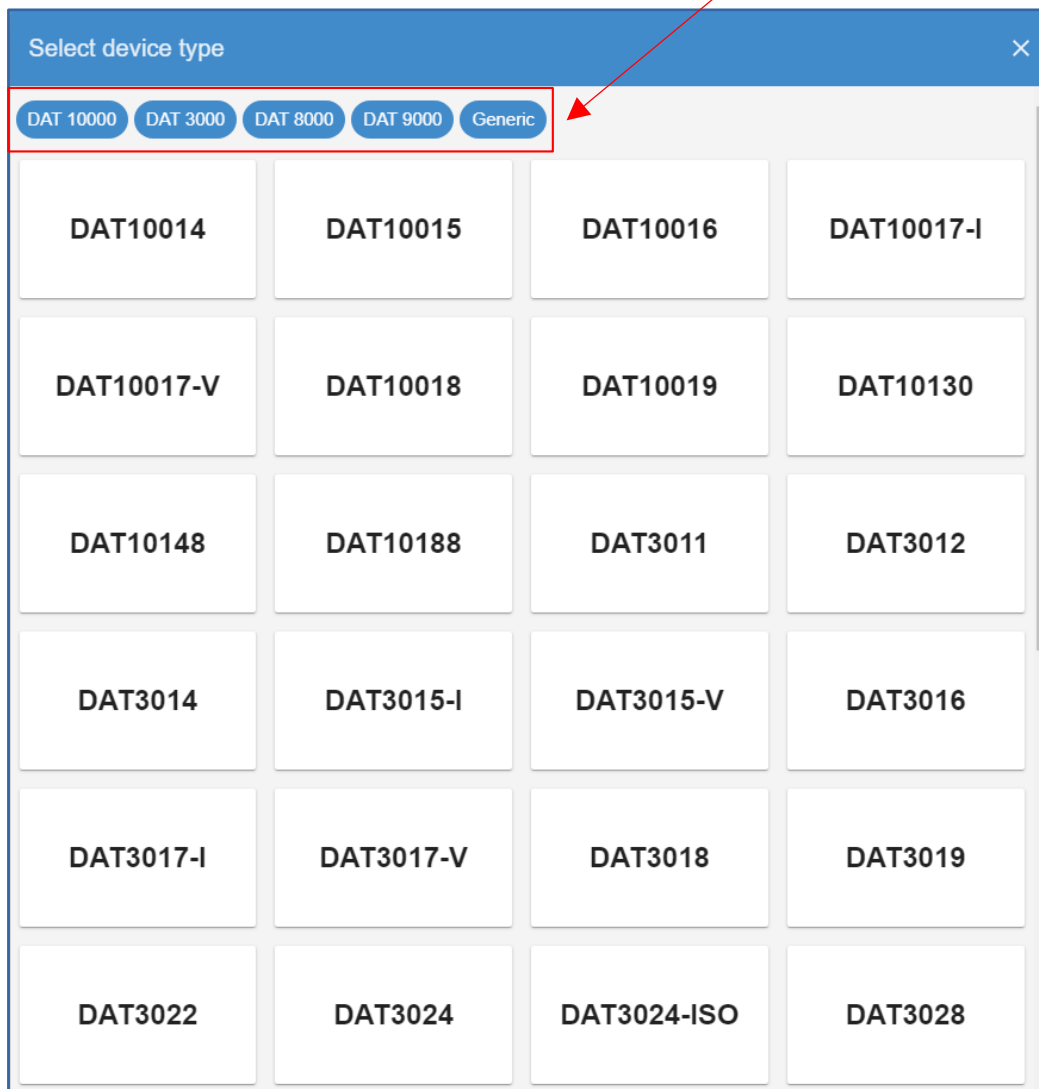 Select device type
DAT 10000 DAT 3000 DAT 8000 DAT 9000 Generic
DAT10014 DAT10015 DAT10016 DAT10017-I
DAT10017-V DAT10018 DAT10019 DAT10130
DAT10148 DAT10188 DAT3011 DAT3012
DAT3014 DAT3015-I DAT3015-V DAT3016
DAT3017-I DAT3017-V DAT3018 DAT3019
DAT3022 DAT3024 DAT3024-ISO DAT3028